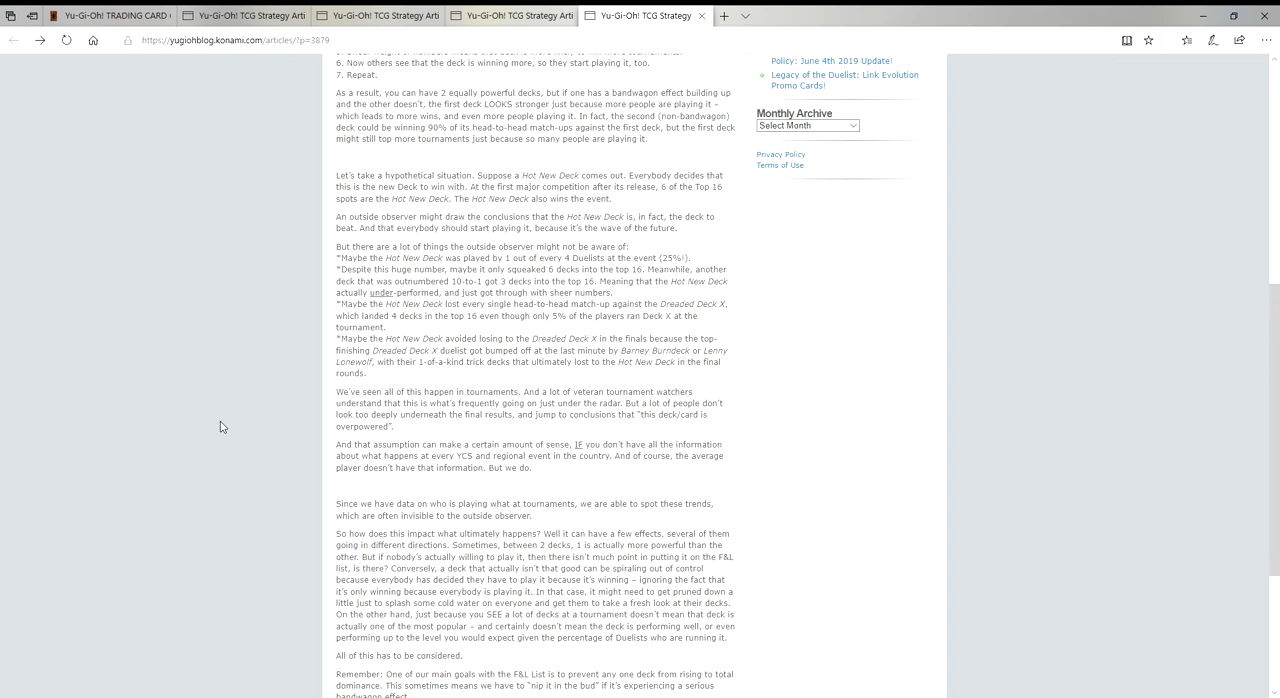 Yu-Gi-Oh! TRADING CARD
Yu-Gi-Oh! TCG Strategy Arti
Yu-Gi-Oh! TCG Strategy Arti
Yu-Gi-Oh! TCG Strategy Arti
Yu-Gi-Oh! TCG Strategy
https://yugiohblog.konami.com/articles/?p=3879
6. Now others see that the deck is winning more, so they start playing it, too.
7. Repeat.
As a result, you can have 2 equally powerful decks, but if one has a bandwagon effect building up
and the other doesn't, the first deck LOOKS stronger just because more people are playing it –
which leads to more wins, and even more people playing it. In fact, the second (non-bandwagon)
deck could be winning 90% of its head-to-head match-ups against the first deck, but the first deck
might still top more tournaments just because so many people are playing it.
Let's take a hypothetical situation. Suppose a Hot New Deck comes out. Everybody decides that
this is the new Deck to win with. At the first major competition after its release, 6 of the Top 16
spots are the Hot New Deck. The Hot New Deck also wins the event.
An outside observer might draw the conclusions that the Hot New Deck is, in fact, the deck to
beat. And that everybody should start playing it, because it's the wave of the future.
But there are a lot of things the outside observer might not be aware of:
*Maybe the Hot New Deck was played by 1 out of every 4 Duelists at the event (25%!).
*Despite this huge number, maybe it only squeaked 6 decks into the top 16. Meanwhile, another
deck that was outnumbered 10-to-1 got 3 decks into the top 16. Meaning that the Hot New Deck
actually under-performed, and just got through with sheer numbers.
*Maybe the Hot New Deck lost every single head-to-head match-up against the Dreaded Deck X,
which landed 4 decks in the top 16 even though only 5% of the players ran Deck X at the
tournament.
*Maybe the Hot New Deck avoided losing to the Dreaded Deck X in the finals because the top-
finishing Dreaded Deck X duelist got bumped off at the last minute by Barney Burndeck or Lenny
Lonewolf, with their 1-of-a-kind trick decks that ultimately lost to the Hot New Deck in the final
rounds.
We've seen all of this happen in tournaments. And a lot of veteran tournament watchers
understand that this is what's frequently going on just under the radar. But a lot of people don't
look too deeply underneath the final results, and jump to conclusions that "this deck/card is
overpowered".
And that assumption can make a certain amount of sense, IF you don't have all the information
about what happens at every YCS and regional event in the country. And of course, the average
player doesn't have that information. But we do.
Since we have data on who is playing what at tournaments, we are able to spot these trends,
which are often invisible to the outside observer.
So how does this impact what ultimately happens? Well it can have a few effects, several of them
going in different directions. Sometimes, between 2 decks, 1 is actually more powerful than the
other. But if nobody's actually willing to play it, then there isn't much point in putting it on the F&L
list, is there? Conversely, a deck that actually isn't that good can be spiraling out of control
because everybody has decided they have to play it because it's winning – ignoring the fact that
it's only winning because everybody is playing it. In that case, it might need to get pruned down a
little just to splash some cold water on everyone and get them to take a fresh look at their decks.
On the other hand, just because you SEE a lot of decks at a tournament doesn't mean that deck is
actually one of the most popular – and certainly doesn't mean the deck is performing well, or even
performing up to the level you would expect given the percentage of Duelists who are running it.
All of this has to be considered.
Remember: One of our main goals with the F&L List is to prevent any one deck from rising to total
dominance. This sometimes means we have to "nip it in the bud" if it's experiencing a serious
bandwagon effect.
Policy: June 4th 2019 Update!
Legacy of the Duelist: Link Evolution
Promo Cards!
Monthly Archive
Select Month
Privacy Policy
Terms of Use